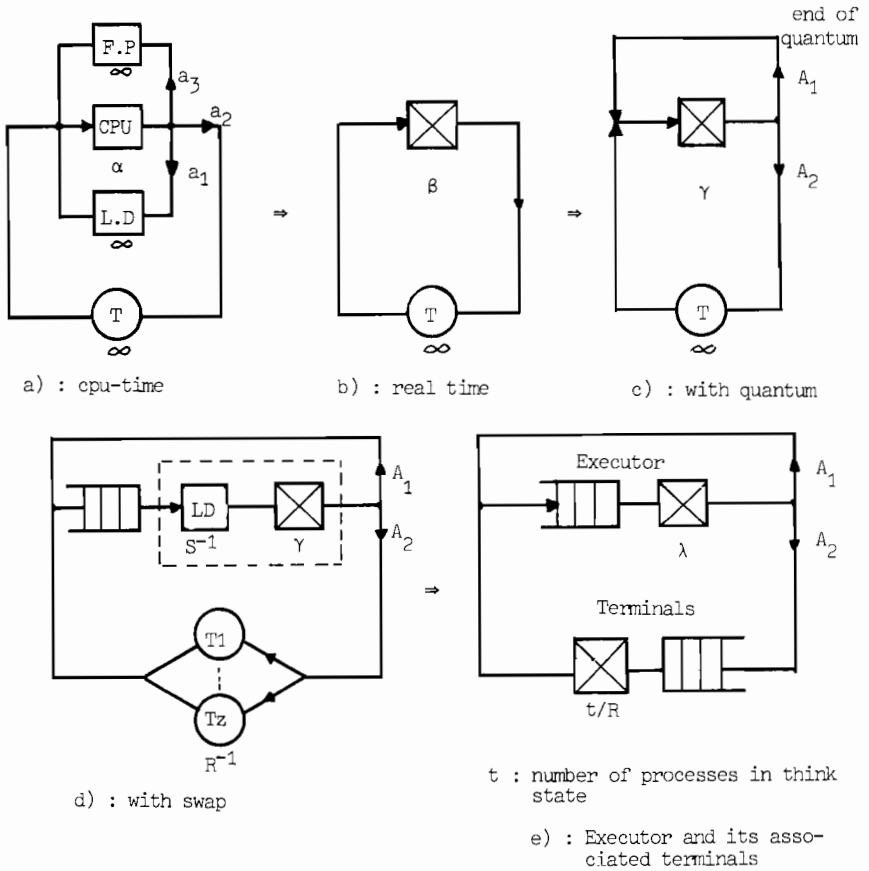 F.P
∞
a3
CPU
a2
α
a1
L.D
∞
T
∞
a) : cpu-time
⇒
β
T
∞
b) : real time
⇒
end of
quantum
A1
A2
γ
T
∞
c) : with quantum
LD
S-1
γ
A1
A2
T1
Tz
R-1
d) : with swap
⇒
Executor
λ
A1
A2
Terminals
t/R
t : number of processes in think
state
e) : Executor and its asso-
ciated terminals